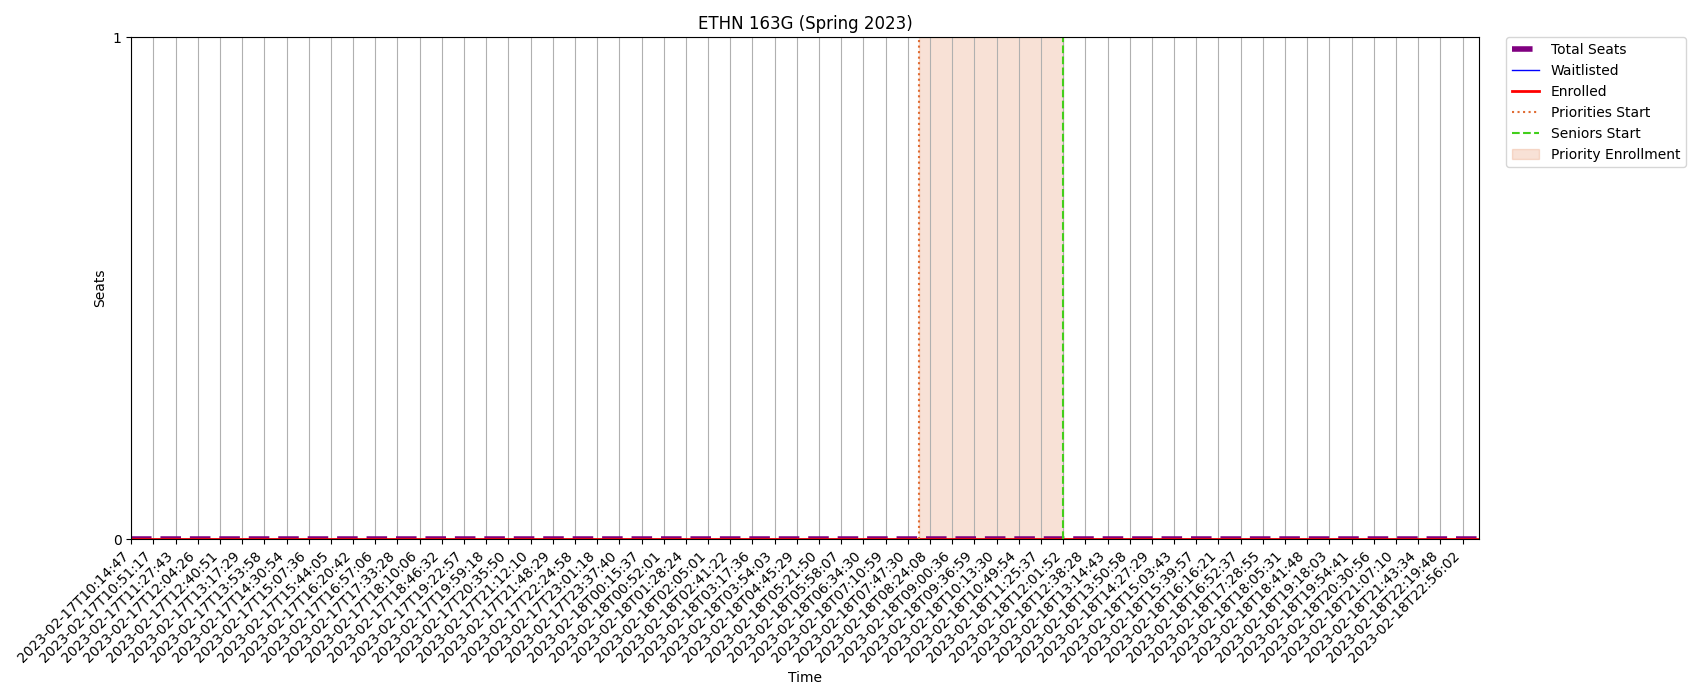 ETHN 163G (Spring 2023)
1
0
Seats
Total Seats
Waitlisted
Enrolled
Priorities Start
Seniors Start
Priority Enrollment
2023-02-17T10:14:47
2023-02-17T10:51:17
2023-02-17T11:27:43
2023-02-17T12:04:26
2023-02-17T12:40:51
2023-02-17T13:17:29
2023-02-17T13:53:58
2023-02-17T14:30:54
2023-02-17T15:07:36
2023-02-17T15:44:05
2023-02-17T16:20:42
2023-02-17T16:57:06
2023-02-17T17:33:28
2023-02-17T18:10:06
2023-02-17T18:46:32
2023-02-17T19:22:57
2023-02-17T19:59:18
2023-02-17T20:35:50
2023-02-17T21:12:10
2023-02-17T21:48:29
2023-02-17T22:24:58
2023-02-17T23:01:18
2023-02-17T23:37:40
2023-02-18T00:15:37
2023-02-18T00:52:01
2023-02-18T01:28:24
2023-02-18T02:05:01
2023-02-18T02:41:22
2023-02-18T03:17:36
2023-02-18T03:54:03
2023-02-18T04:45:29
2023-02-18T05:21:50
2023-02-18T05:58:07
2023-02-18T06:34:30
2023-02-18T07:10:59
2023-02-18T07:47:30
2023-02-18T08:24:08
2023-02-18T09:00:36
2023-02-18T09:36:59
2023-02-18T10:13:30
2023-02-18T10:49:54
2023-02-18T11:25:37
2023-02-18T12:01:52
2023-02-18T12:38:28
2023-02-18T13:14:43
2023-02-18T13:50:58
2023-02-18T14:27:29
2023-02-18T15:03:43
2023-02-18T15:39:57
2023-02-18T16:16:21
2023-02-18T16:52:37
2023-02-18T17:28:55
2023-02-18T18:05:31
2023-02-18T18:41:48
2023-02-18T19:18:03
2023-02-18T19:54:41
2023-02-18T20:30:56
2023-02-18T21:07:10
2023-02-18T21:43:34
2023-02-18T22:19:48
2023-02-18T22:56:02
Time